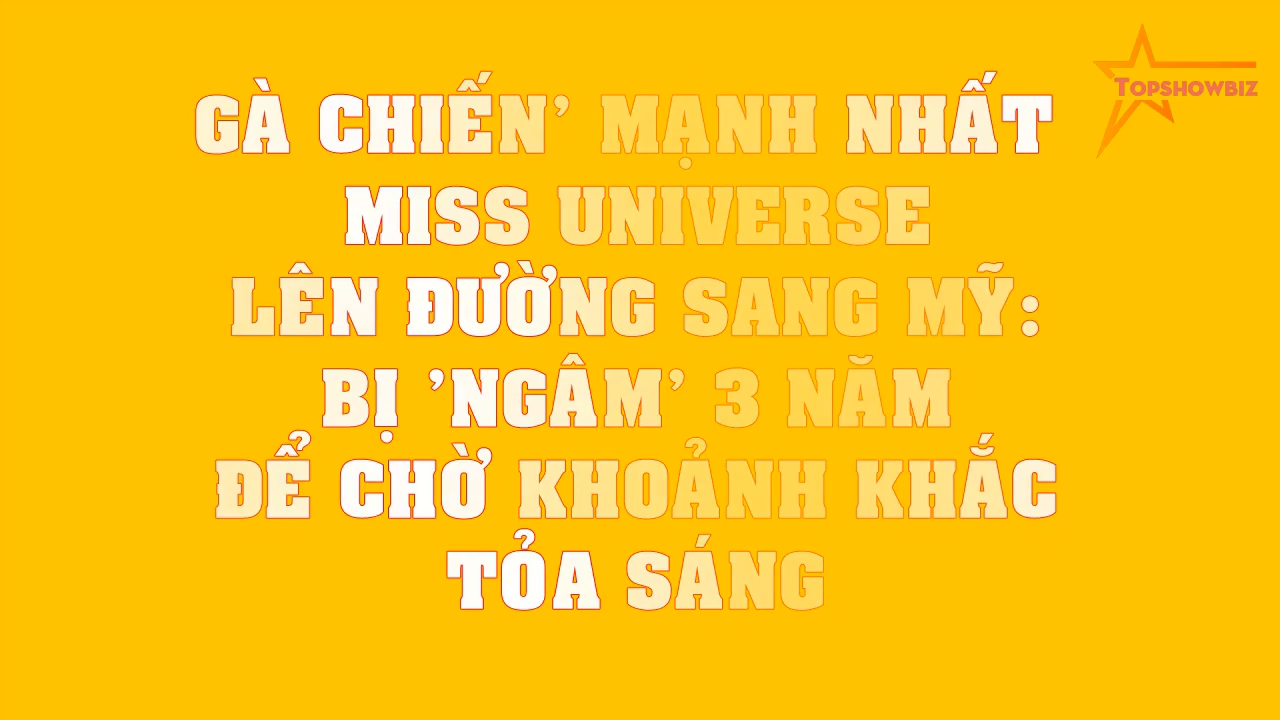 TOPSHOWBIZ
GÀ CHIẾN’ MẠNH NHẤT
MISS UNIVERSE
LÊN ĐƯỜNG SANG MỸ:
BỊ ’NGÂM’ 3 NĂM
ĐỂ CHỜ KHOẢNH KHẮC
TỎA SÁNG